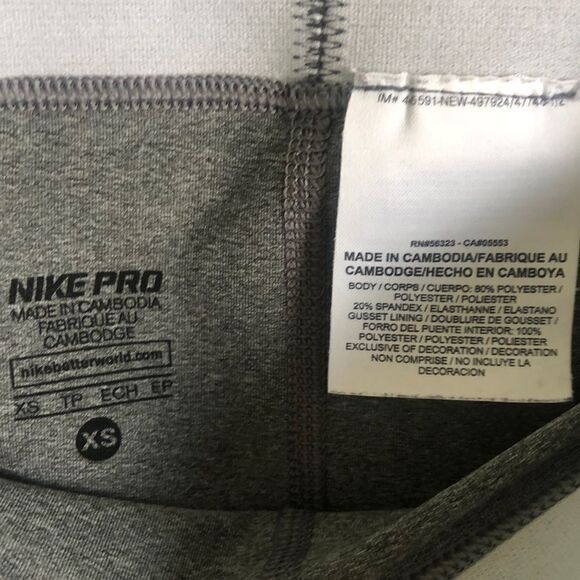 NIKE PRO
MADE IN CAMBODIA
FABRIQUE AU
CAMBODGE
nikebetterworld.com
XS TP ECH EP
XS
RN#56323 - CA#05553
MADE IN CAMBODIA/FABRIQUE AU
CAMBODGE/HECHO EN CAMBOYA
BODY / CORPS / CUERPO: 80% POLYESTER /
POLYESTER / POLIESTER
20% SPANDEX / ELASTHANNE / ELASTANO
GUSSET LINING / DOUBLURE DE GOUSSET /
FORRO DEL PUENTE INTERIOR: 100%
POLYESTER / POLYESTER / POLIESTER
EXCLUSIVE OF DECORATION / DECORATION
NON COMPRISE / NO INCLUYE LA
DECORACION